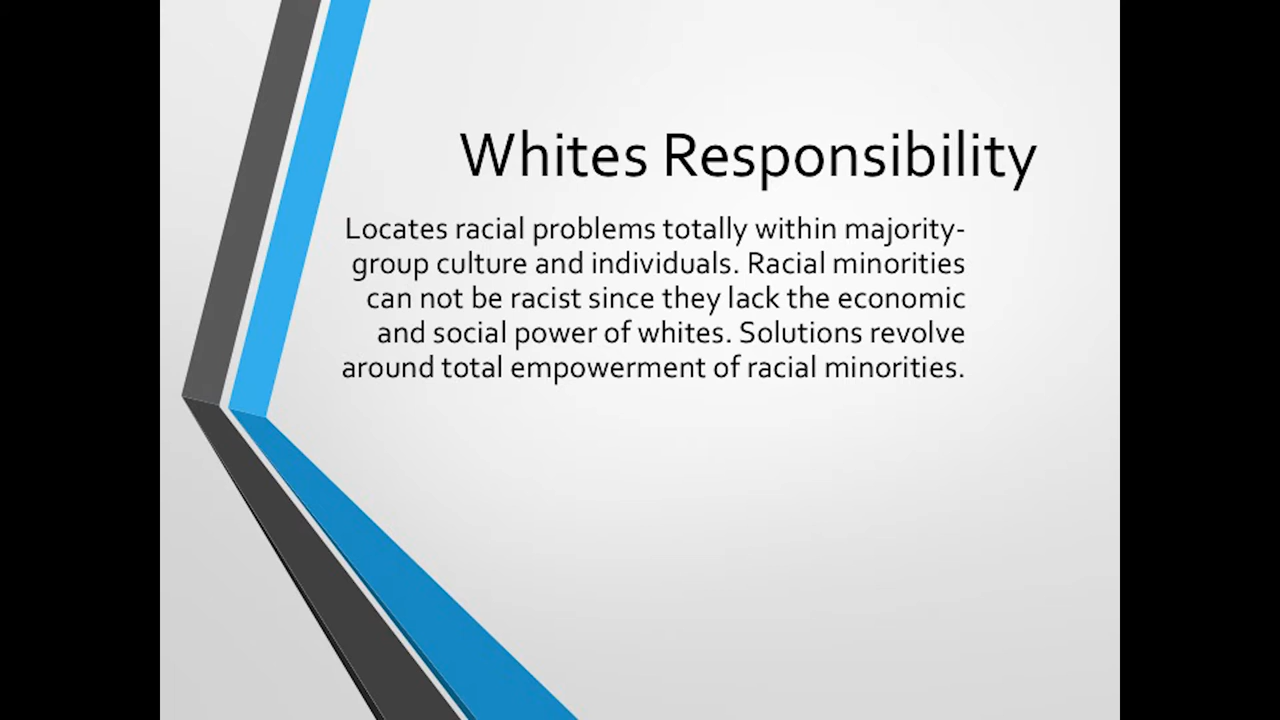 Whites Responsibility
Locates racial problems totally within majority-
group culture and individuals. Racial minorities
can not be racist since they lack the economic
and social power of whites. Solutions revolve
around total empowerment of racial minorities.